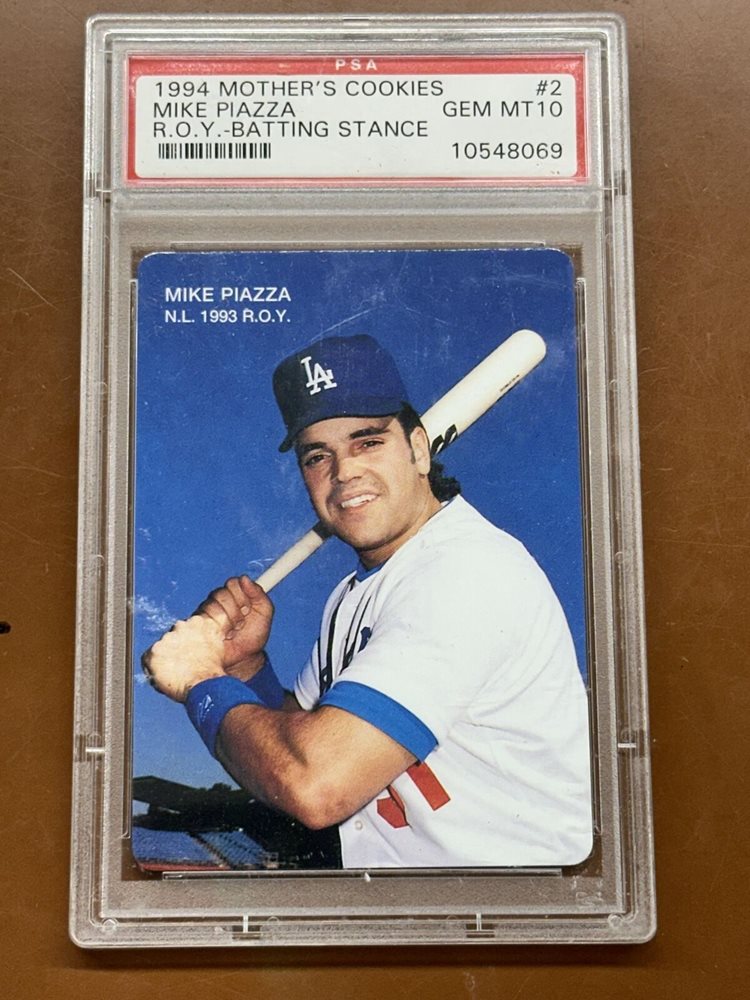 PSA
1994 MOTHER'S COOKIES #2
MIKE PIAZZA GEM MT10
R.O.Y.-BATTING STANCE
10548069
MIKE PIAZZA
N.L. 1993 R.O.Y.
LA